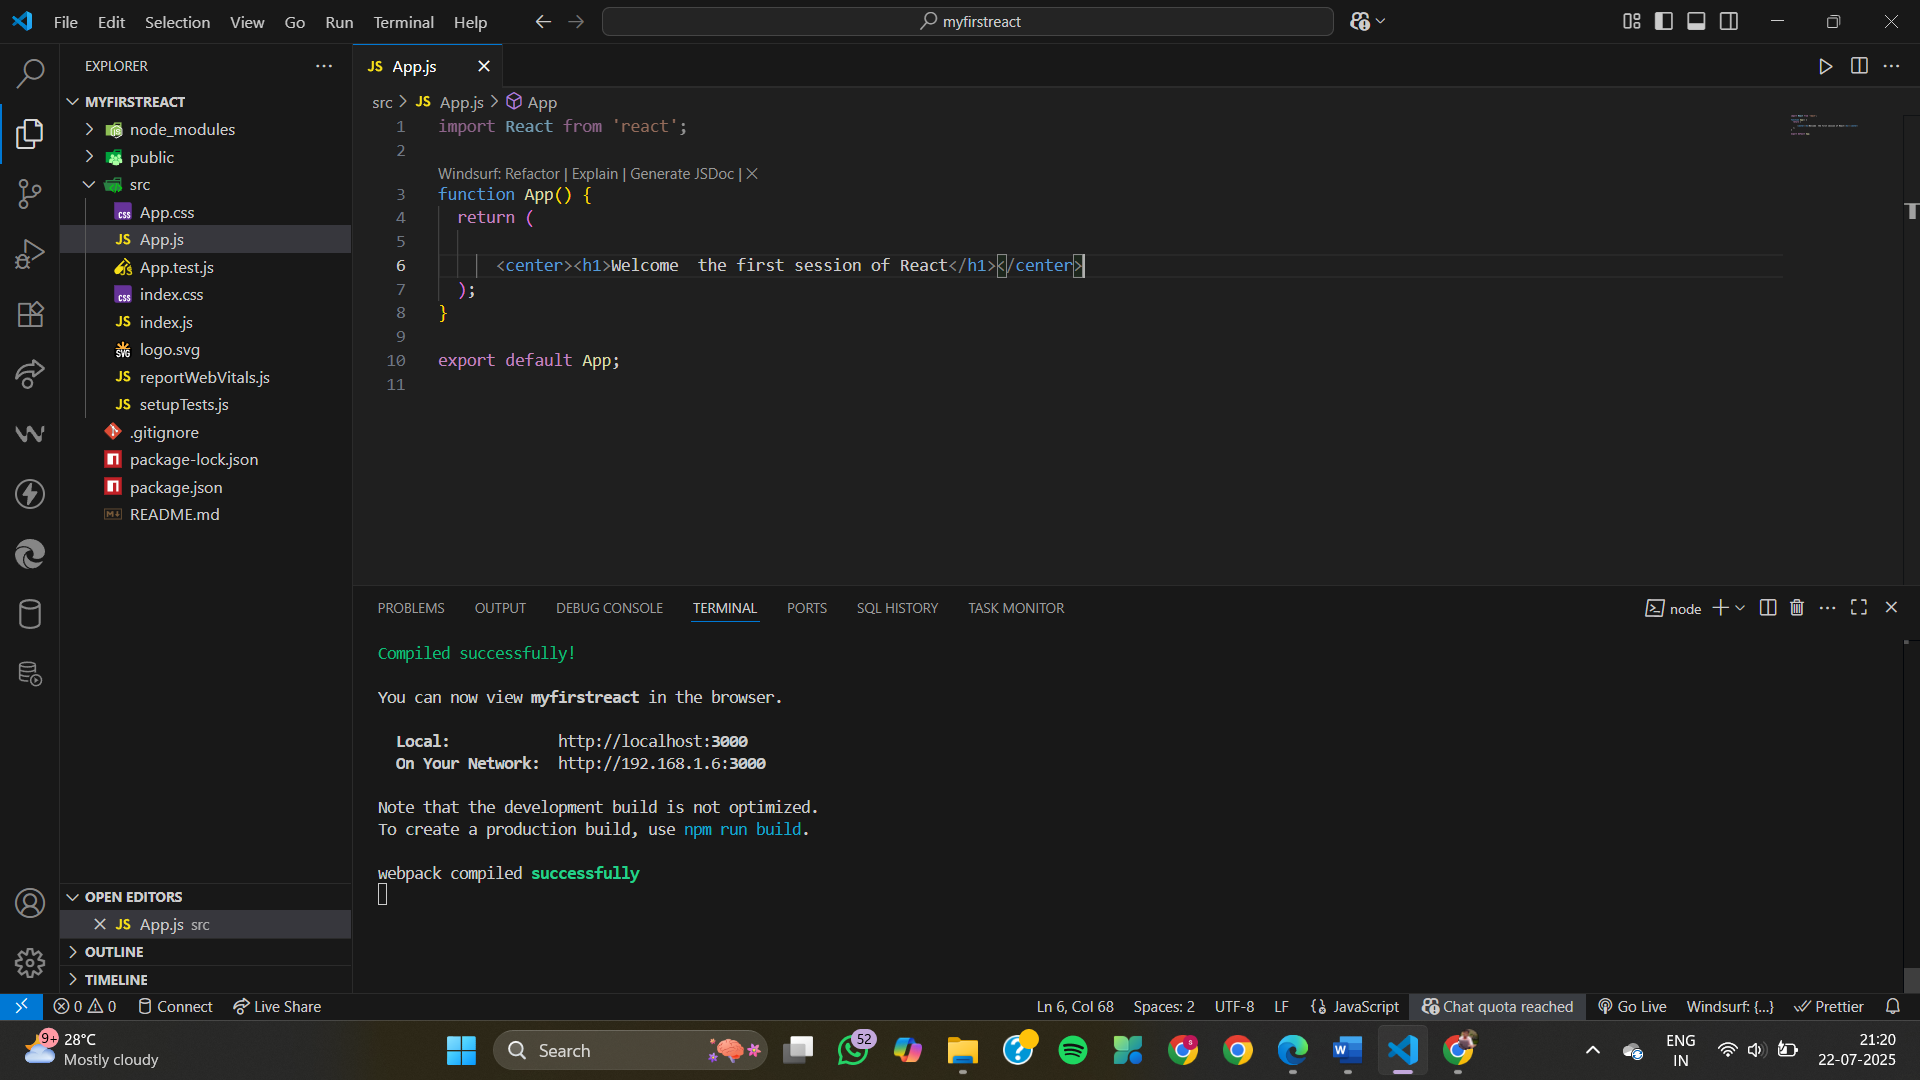 File Edit Selection View Go Run Terminal Help
myfirstreact
EXPLORER
MYFIRSTREACT
node_modules
public
src
App.css
JS App.js
App.test.js
index.css
JS index.js
logo.svg
JS reportWebVitals.js
JS setupTests.js
.gitignore
package-lock.json
package.json
README.md
OPEN EDITORS
JS App.js src
OUTLINE
TIMELINE
JS App.js
src > JS App.js > App
1 import React from 'react';
2
Windsurf: Refactor | Explain | Generate JSDoc | X
3 function App() {
4 return (
5
6 <center><h1>Welcome  the first session of React</h1></center>
7 );
8 }
9
10 export default App;
11
PROBLEMS OUTPUT DEBUG CONSOLE TERMINAL PORTS SQL HISTORY TASK MONITOR
node
Compiled successfully!
You can now view myfirstreact in the browser.
Local: http://localhost:3000
On Your Network: http://192.168.1.6:3000
Note that the development build is not optimized.
To create a production build, use npm run build.
webpack compiled successfully
0 0 Connect Live Share
Ln 6, Col 68 Spaces: 2 UTF-8 LF JavaScript Chat quota reached Go Live Windsurf: {...} Prettier
9+ 28°C
Mostly cloudy
Search
52
ENG
IN
21:20
22-07-2025